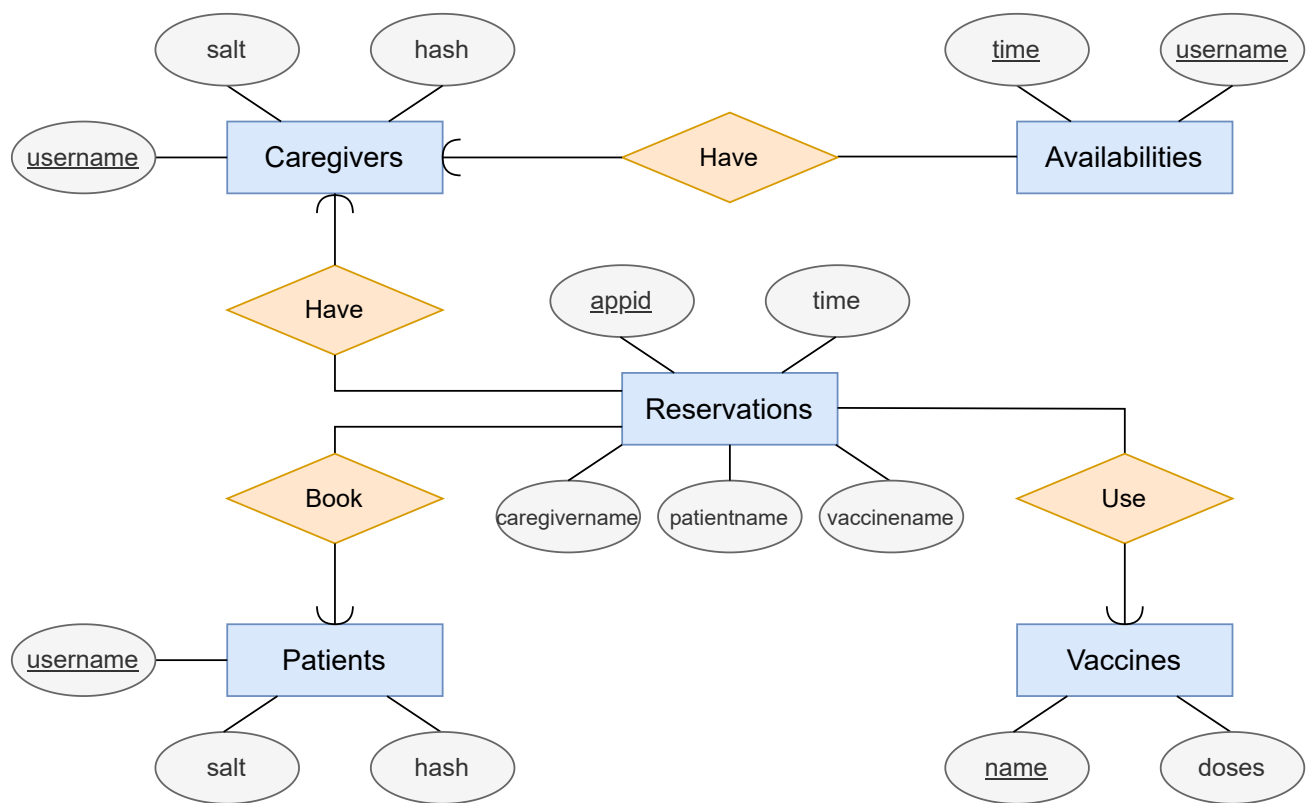 salt
hash
time
username
username
Caregivers
Have
Availabilities
Have
appid
time
Reservations
Book
caregivername
patientname
vaccinename
Use
username
Patients
Vaccines
salt
hash
name
doses